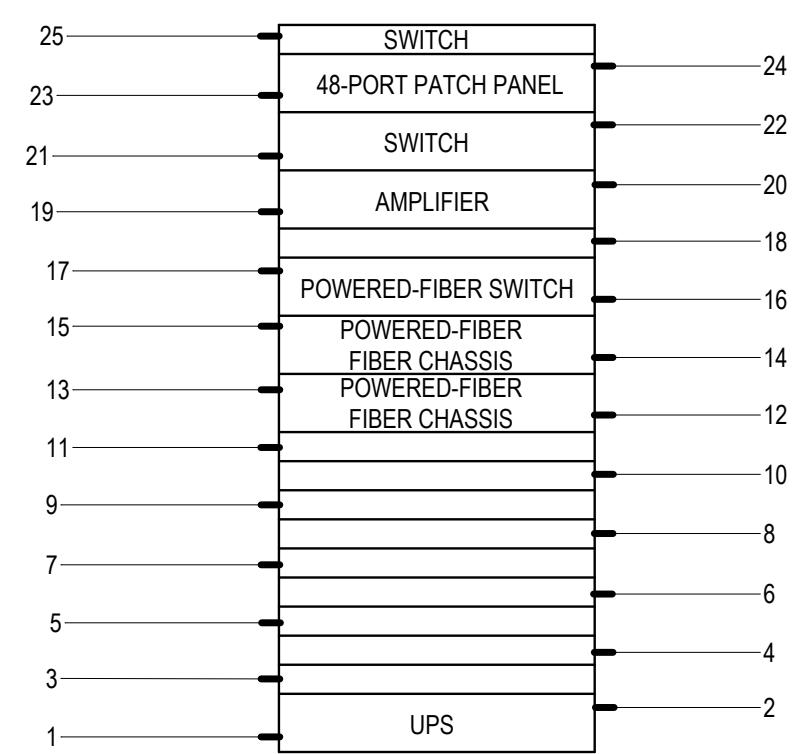 25
SWITCH
24
48-PORT PATCH PANEL
23
22
SWITCH
21
20
AMPLIFIER
19
18
17
POWERED-FIBER SWITCH
16
15
POWERED-FIBER
FIBER CHASSIS
14
13
POWERED-FIBER
FIBER CHASSIS
12
11
10
9
8
7
6
5
4
3
2
UPS
1